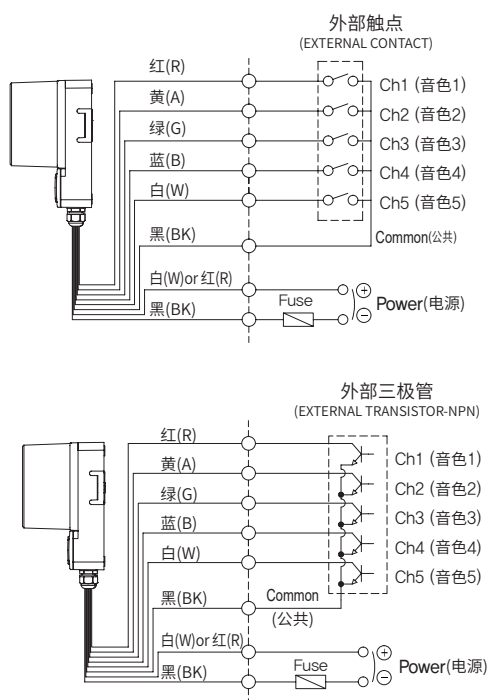 外部触点
(EXTERNAL CONTACT)
红(R)
Ch1 (音色1)
黄(A)
Ch2 (音色2)
绿(G)
Ch3 (音色3)
蓝(B)
Ch4 (音色4)
白(W)
Ch5 (音色5)
黑(BK)
Common(公共)
白(W)or 红(R)
Fuse
Power(电源)
黑(BK)
外部三极管
(EXTERNAL TRANSISTOR-NPN)
红(R)
Ch1 (音色1)
黄(A)
Ch2 (音色2)
绿(G)
Ch3 (音色3)
蓝(B)
Ch4 (音色4)
白(W)
Ch5 (音色5)
黑(BK)
Common
(公共)
白(W)or 红(R)
Fuse
Power(电源)
黑(BK)